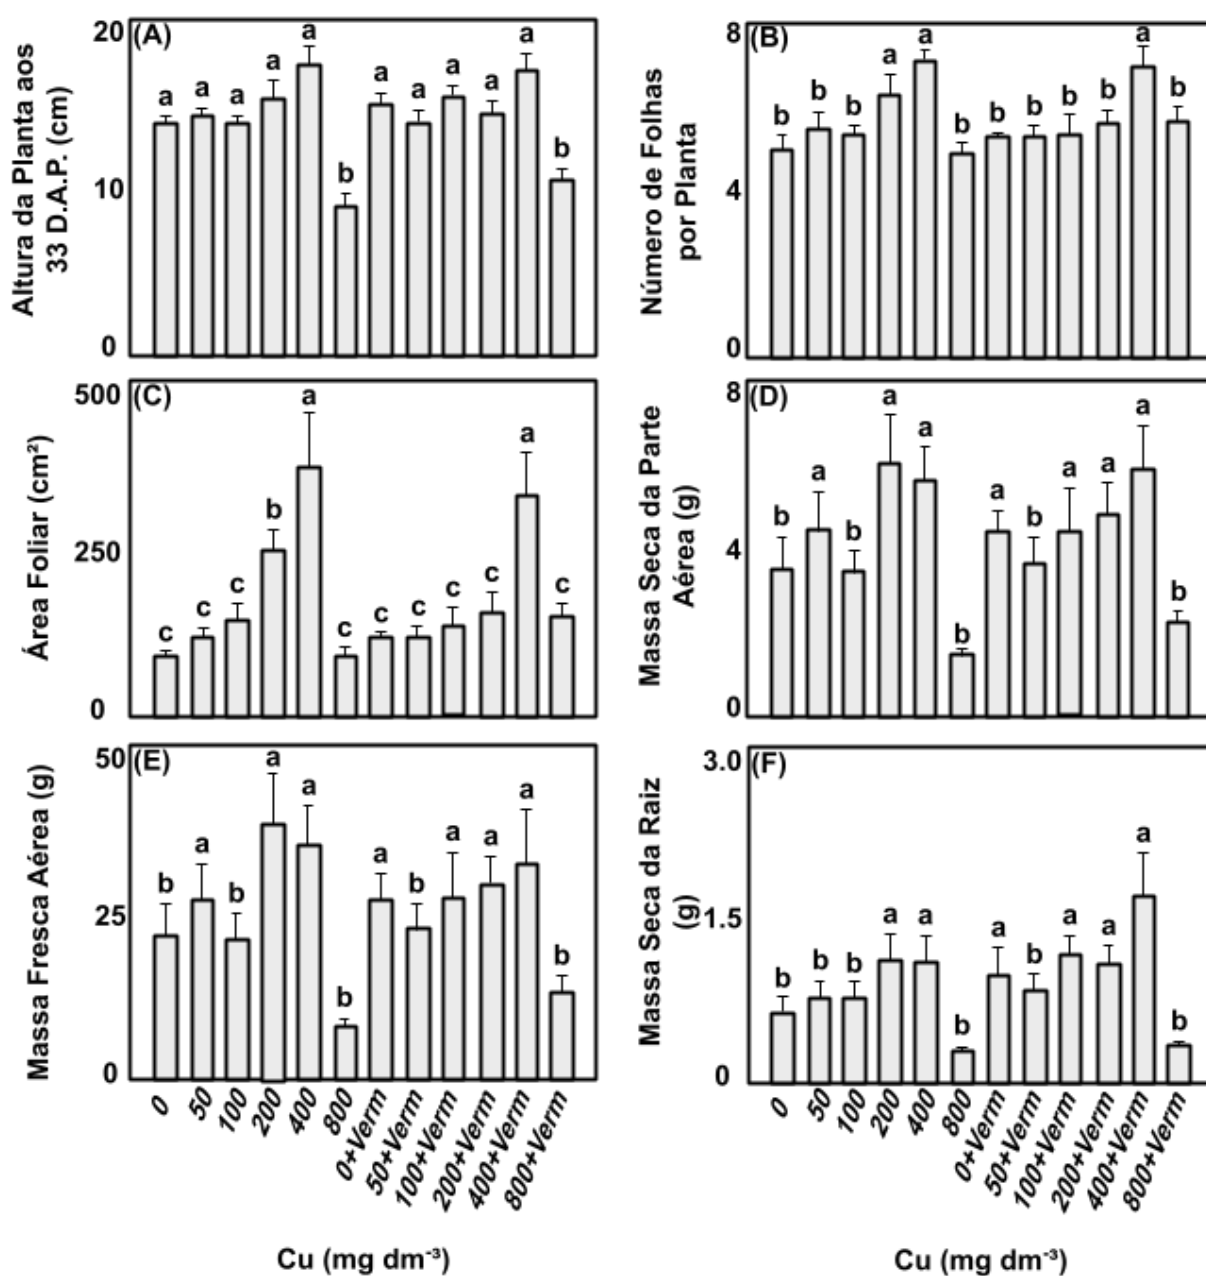 Altura da Planta aos
33 D.A.P. (cm)
20
10
0
(A)
a a a a a b a a a a a b
Número de Folhas
por Planta
8
4
0
(B)
b b b a a b b b b b a b
Área Foliar (cm²)
500
250
0
(C)
c c c b a c c c c c a c
Massa Seca da Parte
Aérea (g)
8
4
0
(D)
b a b a a b a b a a a b
Massa Fresca Aérea (g)
50
25
0
(E)
b a b a a b a b a a a b
0 50 100 200 400 800 0+Verm 50+Verm 100+Verm 200+Verm 400+Verm 800+Verm
Cu (mg dm⁻³)
Massa Seca da Raiz
(g)
3.0
1.5
0
(F)
b b b a a b a b a a a b
0 50 100 200 400 800 0+Verm 50+Verm 100+Verm 200+Verm 400+Verm 800+Verm
Cu (mg dm⁻³)